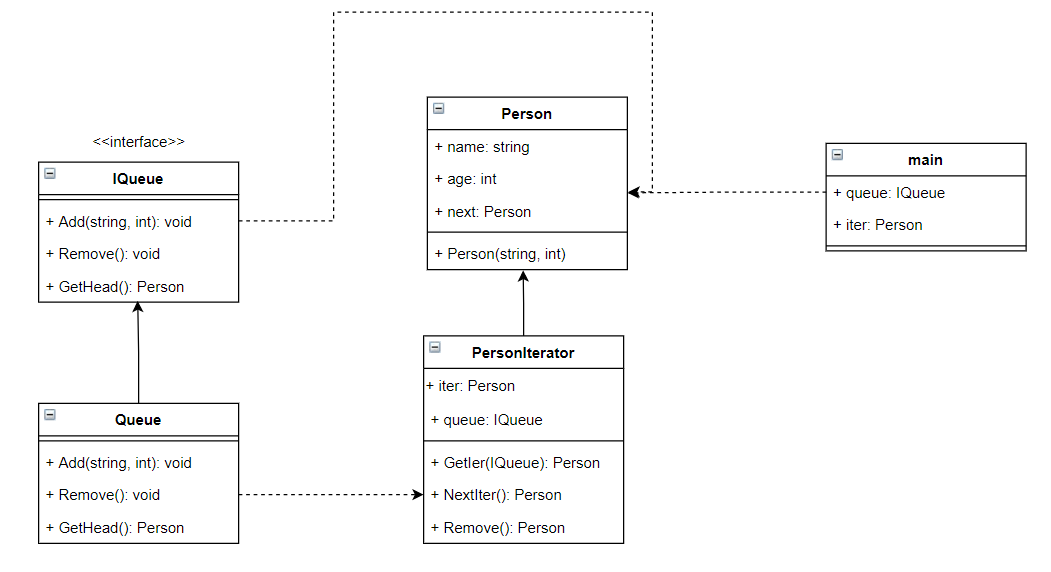 <<interface>>
IQueue
+ Add(string, int): void
+ Remove(): void
+ GetHead(): Person
Queue
+ Add(string, int): void
+ Remove(): void
+ GetHead(): Person
Person
+ name: string
+ age: int
+ next: Person
+ Person(string, int)
PersonIterator
+ iter: Person
+ queue: IQueue
+ GetIer(IQueue): Person
+ NextIter(): Person
+ Remove(): Person
main
+ queue: IQueue
+ iter: Person